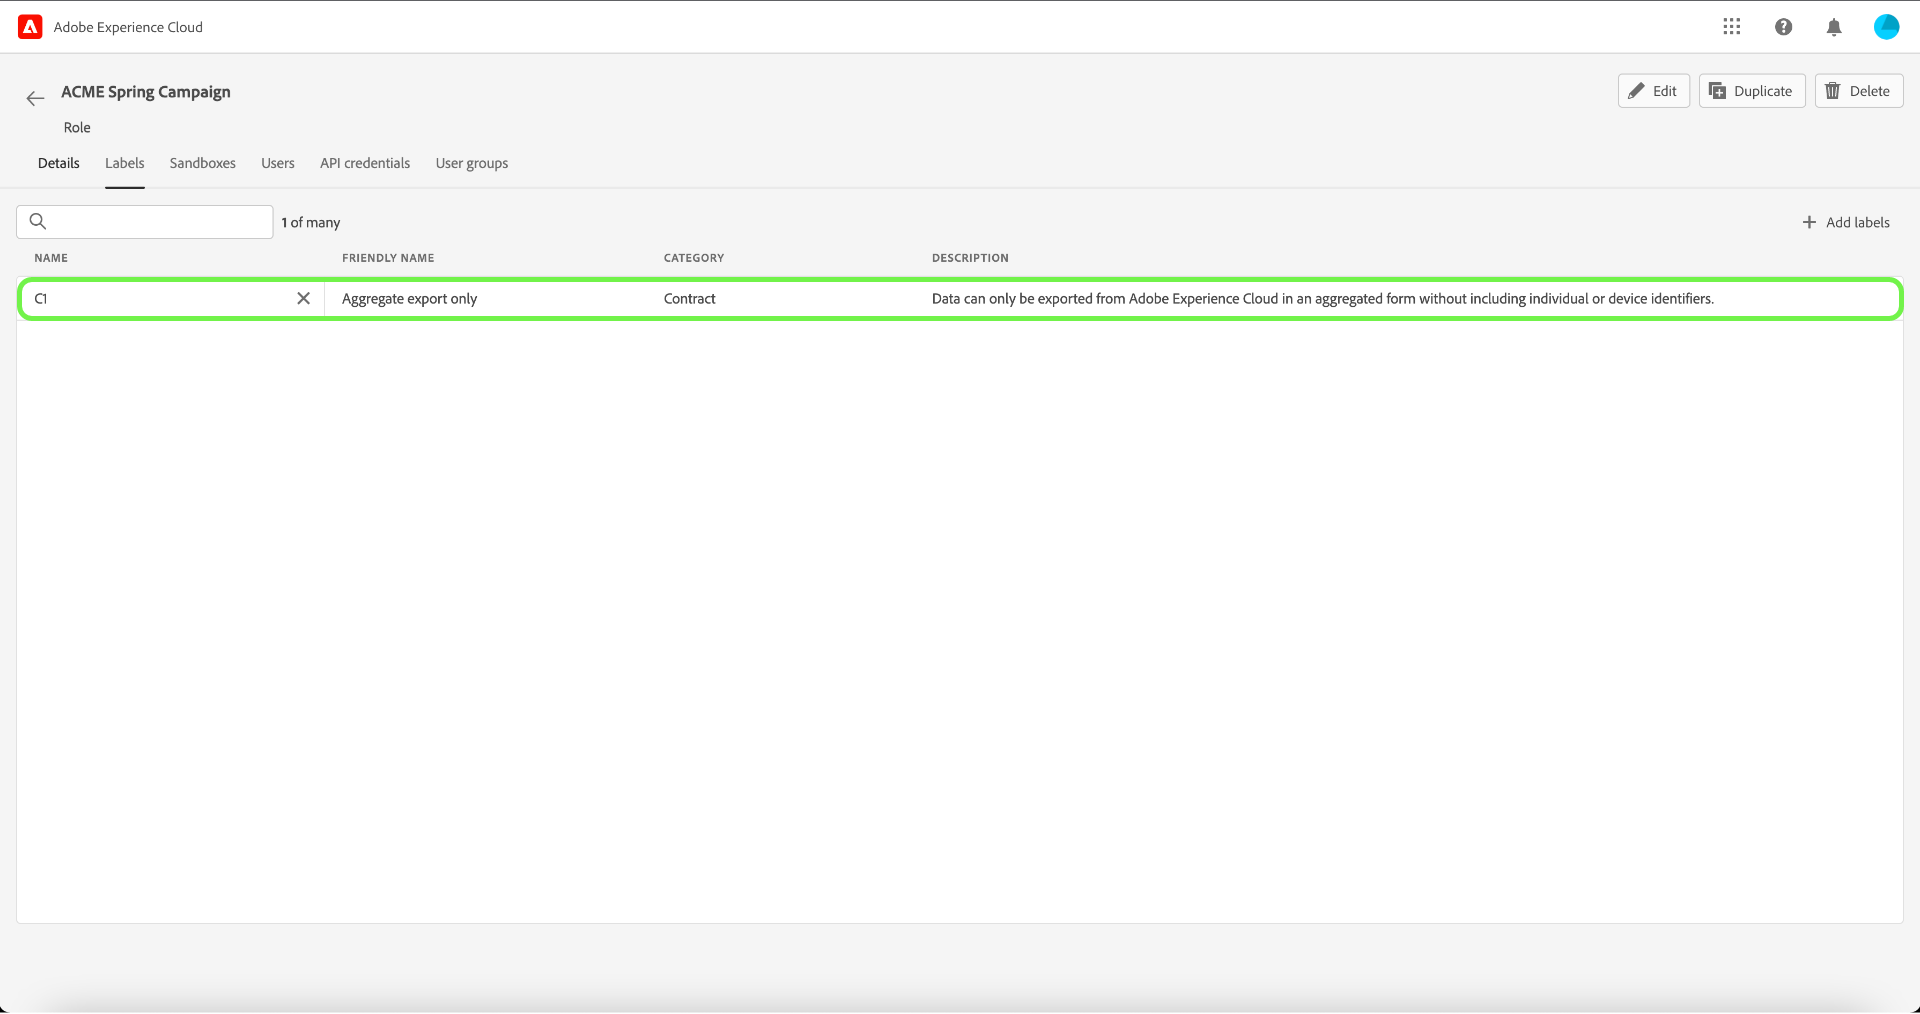 Adobe Experience Cloud
ACME Spring Campaign
Edit
Duplicate
Delete
Role
Details
Labels
Sandboxes
Users
API credentials
User groups
1 of many
Add labels
NAME
FRIENDLY NAME
CATEGORY
DESCRIPTION
C1
Aggregate export only
Contract
Data can only be exported from Adobe Experience Cloud in an aggregated form without including individual or device identifiers.